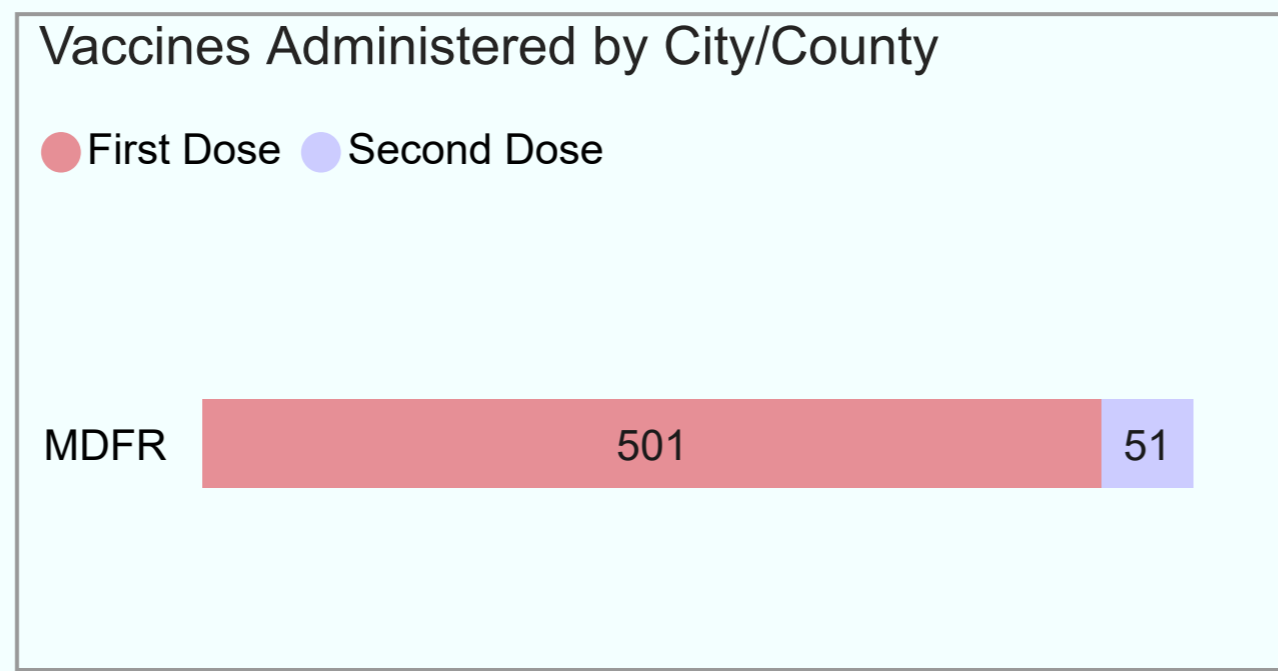 Vaccines Administered by City/County
First Dose Second Dose
MDFR 501 51